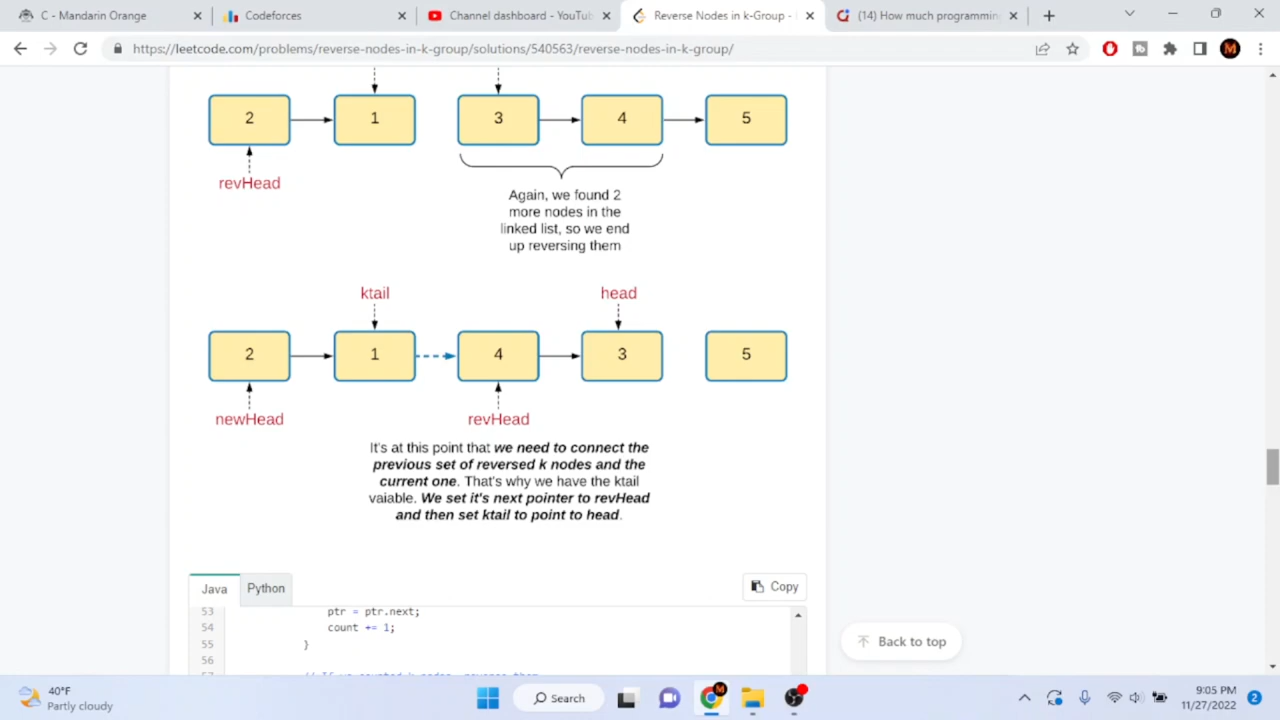 C - Mandarin Orange
Codeforces
Channel dashboard - YouTub
Reverse Nodes in k-Group -
(14) How much programmin
https://leetcode.com/problems/reverse-nodes-in-k-group/solutions/540563/reverse-nodes-in-k-group/
M
2 1 3 4 5
revHead
Again, we found 2
more nodes in the
linked list, so we end
up reversing them
ktail head
2 1 4 3 5
newHead revHead
It's at this point that we need to connect the
previous set of reversed k nodes and the
current one. That's why we have the ktail
vaiable. We set it's next pointer to revHead
and then set ktail to point to head.
Java Python Copy
53 ptr = ptr.next;
54 count += 1;
55 }
56
Back to top
40°F
Partly cloudy
Search
M
9:05 PM
11/27/2022
2